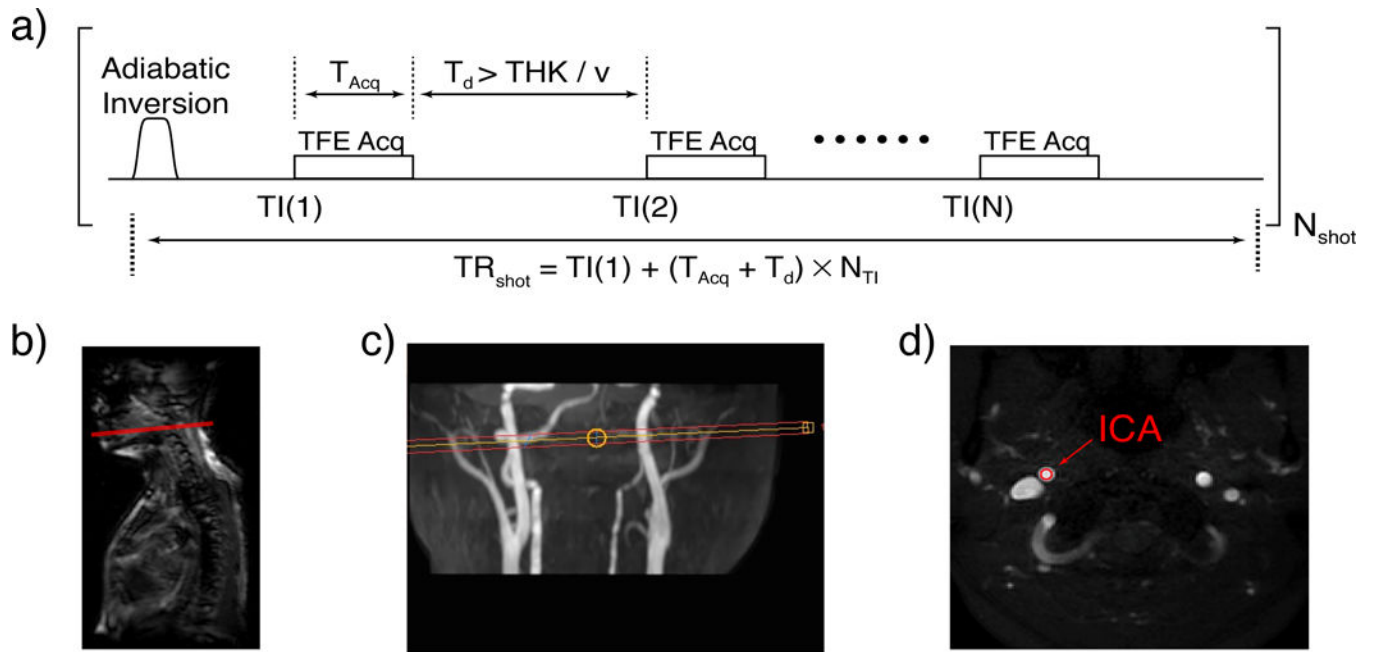 a)
Adiabatic
Inversion
T_Acq
T_d > THK / v
TFE Acq
TFE Acq
TFE Acq
TI(1)
TI(2)
TI(N)
N_shot
TR_shot = TI(1) + (T_Acq + T_d) × N_TI
b)
c)
d)
ICA